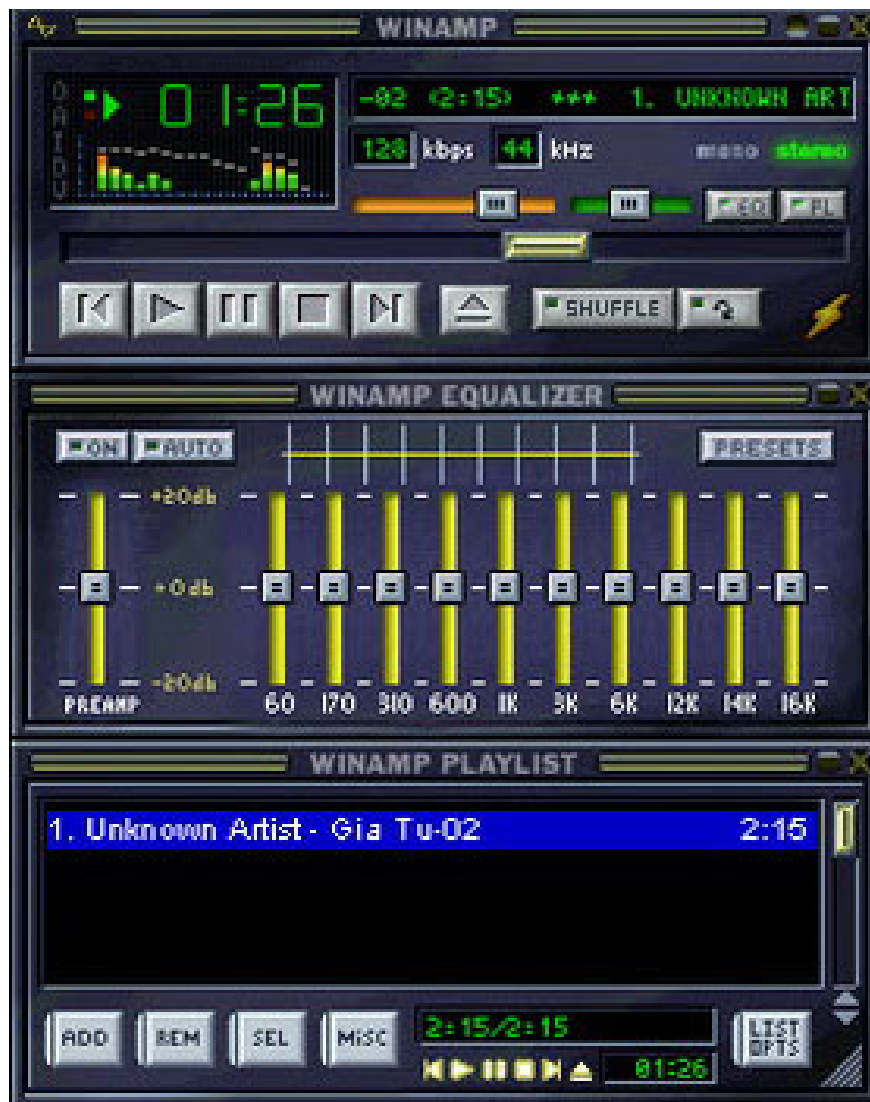 WINAMP
O
A
I
D
U
01:26
-02 <2:15> *** 1. UNKNOWN ART
128 kbps 44 kHz mono stereo
EQ PL
SHUFFLE
WINAMP EQUALIZER
ON AUTO PRESETS
+20db
+0db
-20db
PREAMP 60 170 310 600 1K 3K 6K 12K 14K 16K
WINAMP PLAYLIST
1. Unknown Artist - Gia Tu-02 2:15
ADD REM SEL MISC
2:15/2:15
01:26
LIST
OPTS